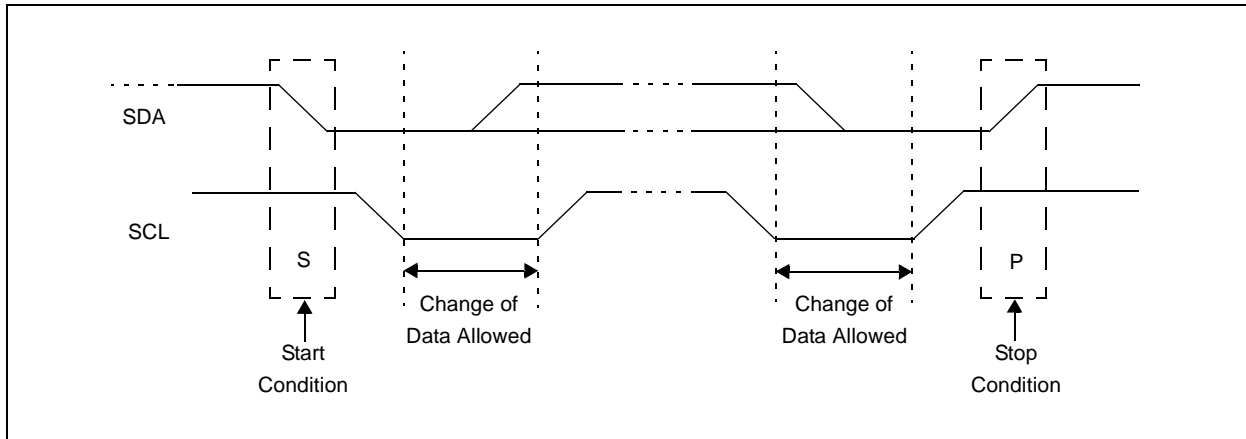 SDA
SCL
S
P
Change of
Data Allowed
Change of
Data Allowed
Start
Condition
Stop
Condition